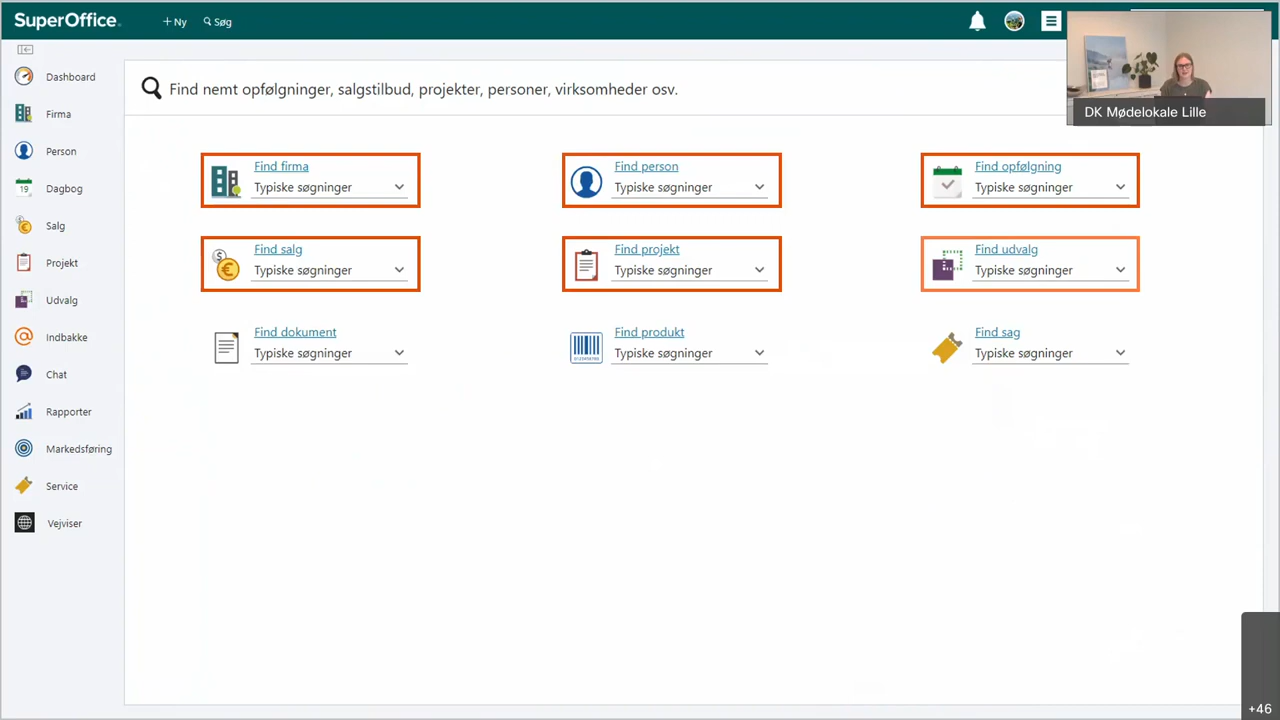 SuperOffice.
+ Ny
Søg
Dashboard
Firma
Person
19
Dagbog
Salg
Projekt
Udvalg
Indbakke
Chat
Rapporter
Markedsføring
Service
Vejviser
Find nemt opfølgninger, salgstilbud, projekter, personer, virksomheder osv.
DK Mødelokale Lille
Find firma
Typiske søgninger
Find person
Typiske søgninger
Find opfølgning
Typiske søgninger
Find salg
Typiske søgninger
Find projekt
Typiske søgninger
Find udvalg
Typiske søgninger
Find dokument
Typiske søgninger
Find produkt
Typiske søgninger
Find sag
Typiske søgninger
+46